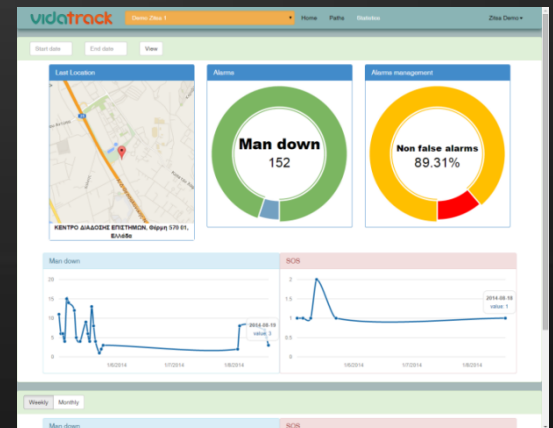 vidatrack
Demo Zilea 1
Home Paths Statistics
Zilea Demo
Start date
End date
View
Last Location
ΚΕΝΤΡΟ ΔΙΑΔΟΣΗΣ ΕΠΙΣΤΗΜΩΝ, Θέρμη 570 01,
Ελλάδα
Alarms
Man down
152
Alarms management
Non false alarms
89.31%
Man down
20
15
10
5
0
1/6/2014 1/7/2014 1/8/2014
2014-08-18
value: 3
SOS
2
1.5
1
0.5
0
1/6/2014 1/7/2014 1/8/2014
2014-08-18
value: 1
Weekly Monthly
Man down
SOS